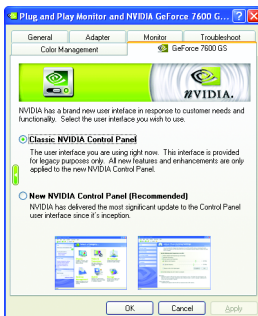 Plug and Play Monitor and NVIDIA GeForce 7600 G...
General
Adapter
Monitor
Troubleshoot
Color Management
GeForce 7600 GS
NVIDIA.
NVIDIA has a brand new user interface in response to customer needs and
functionality. Select the user interface you wish to use.
Classic NVIDIA Control Panel
The user interface you are using right now. This interface is provided
for legacy purposes only. All new features and enhancements are only
applied to the new NVIDIA Control Panel.
New NVIDIA Control Panel (Recommended)
NVIDIA has delivered the most significant update to the Control Panel
user interface since it's inception.
OK
Cancel
Apply